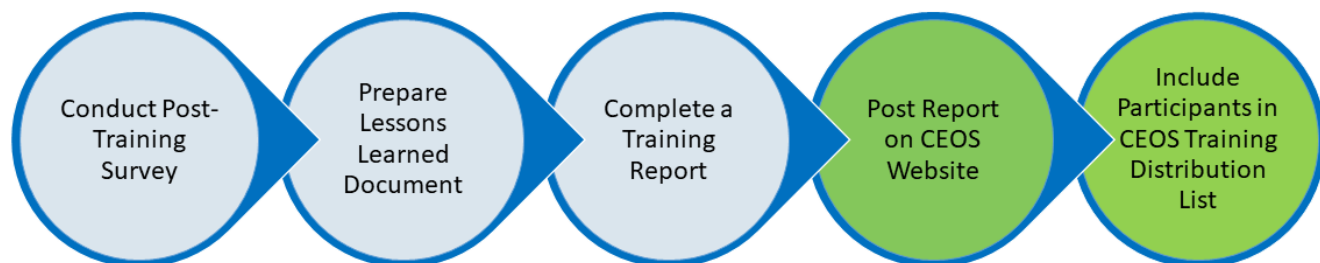 Conduct Post-
Training
Survey
Prepare
Lessons
Learned
Document
Complete a
Training
Report
Post Report
on CEOS
Website
Include
Participants in
CEOS Training
Distribution
List